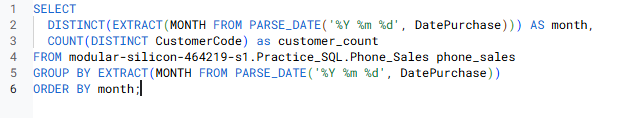 1 SELECT
2 DISTINCT(EXTRACT(MONTH FROM PARSE_DATE('%Y %m %d', DatePurchase))) AS month,
3 COUNT(DISTINCT CustomerCode) as customer_count
4 FROM modular-silicon-464219-s1.Practice_SQL.Phone_Sales phone_sales
5 GROUP BY EXTRACT(MONTH FROM PARSE_DATE('%Y %m %d', DatePurchase))
6 ORDER BY month;